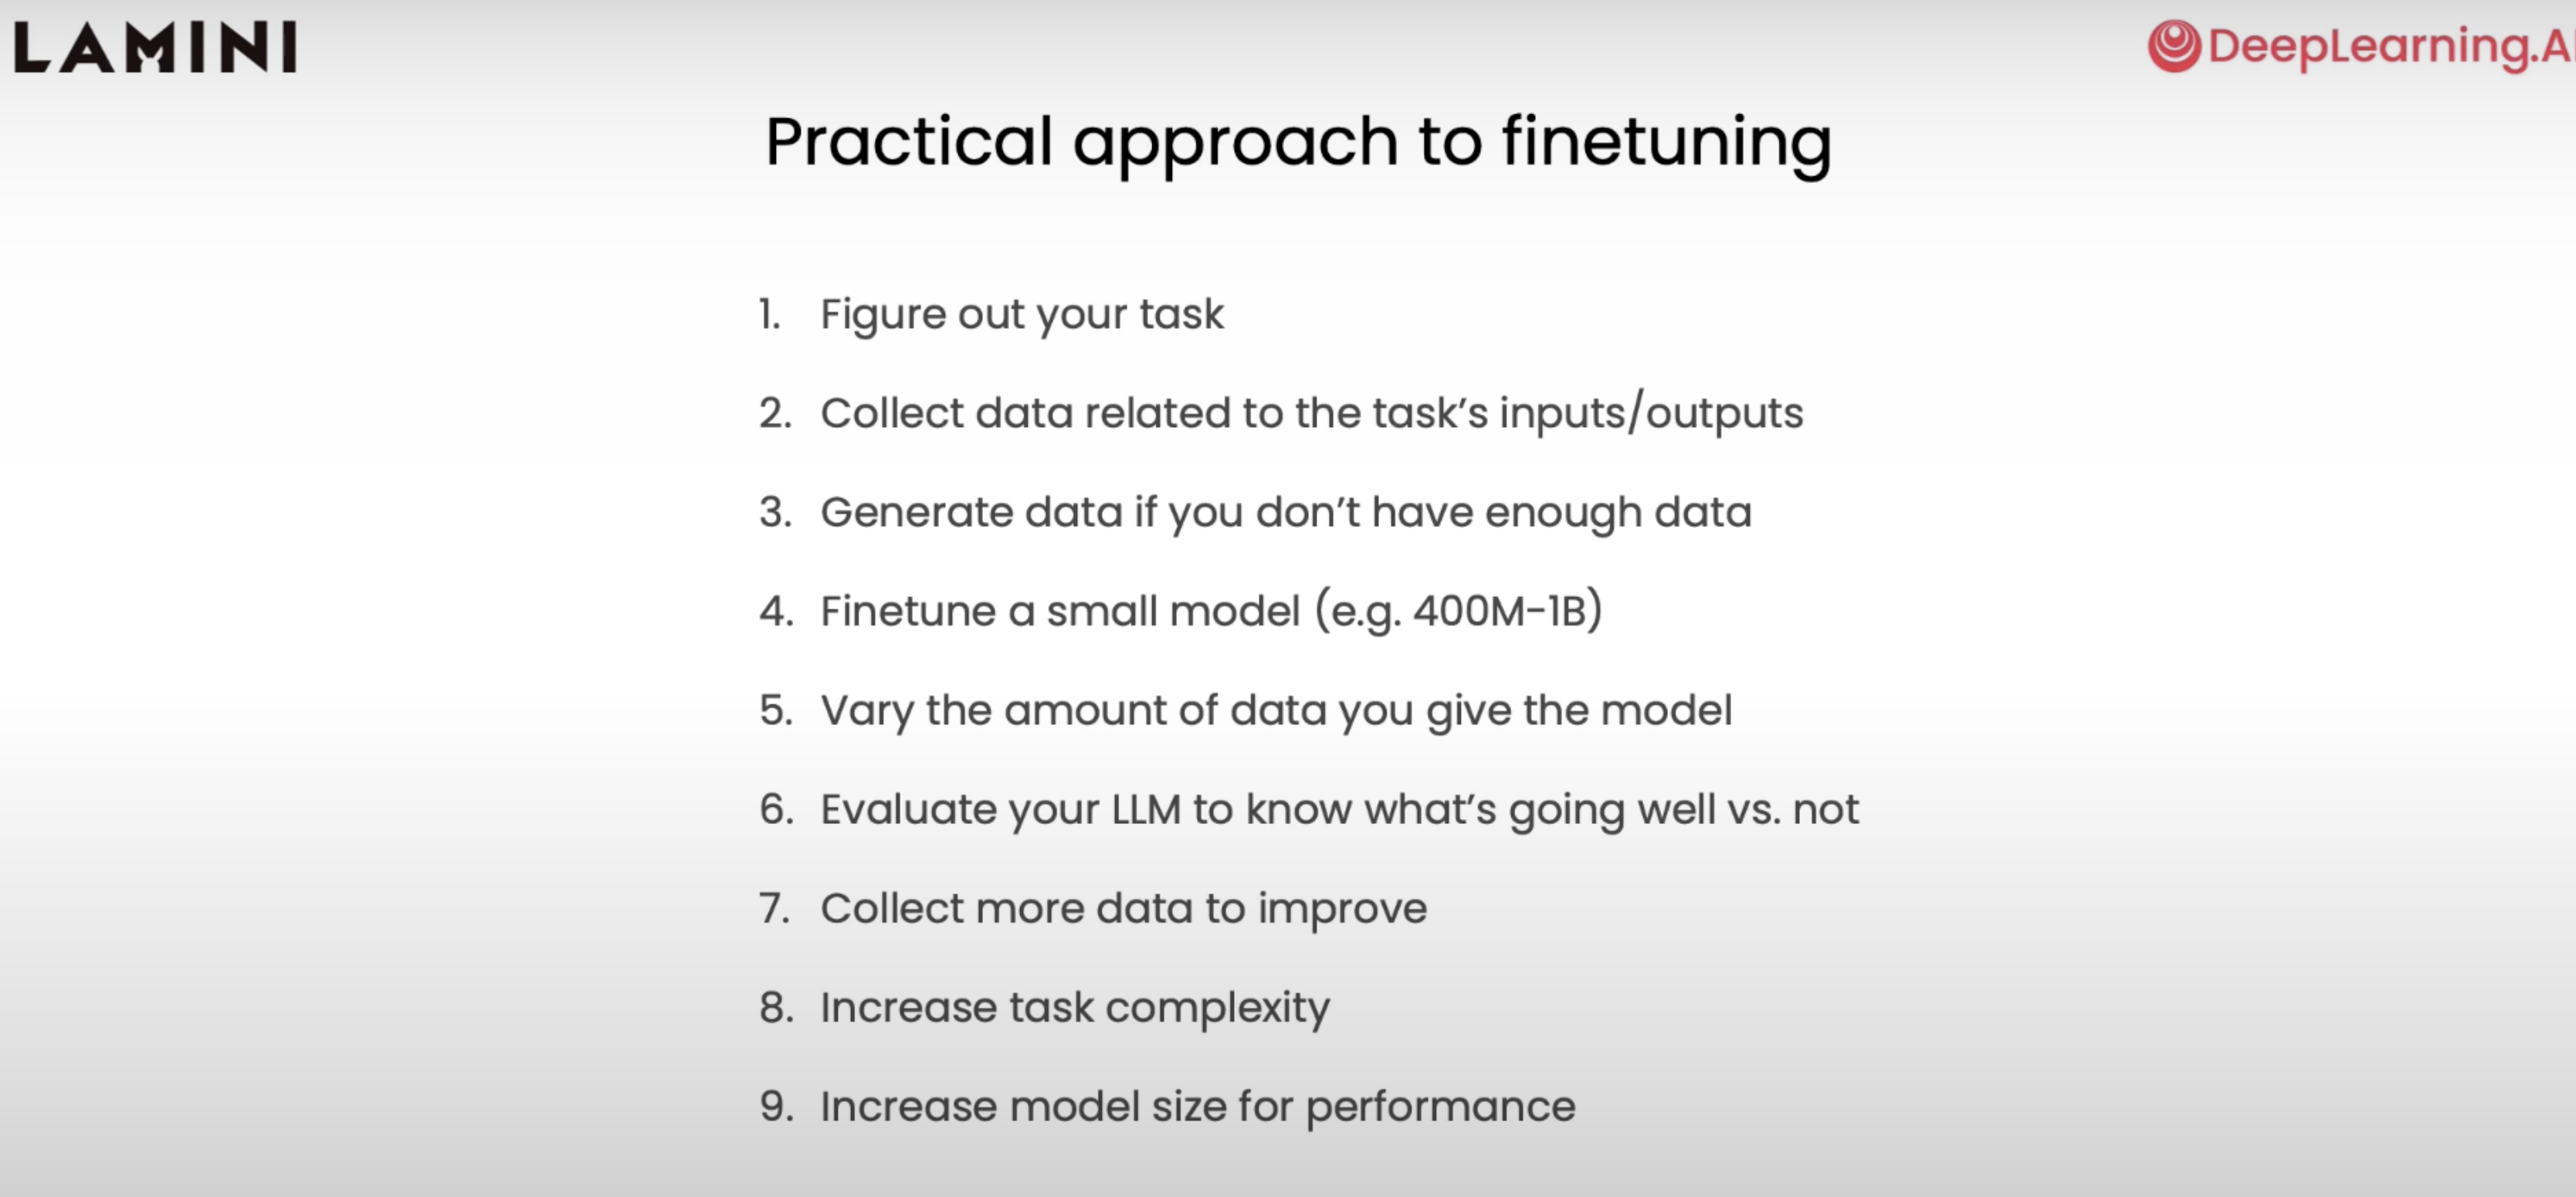 LAMINI
DeepLearning.AI
Practical approach to finetuning
1. Figure out your task
2. Collect data related to the task’s inputs/outputs
3. Generate data if you don’t have enough data
4. Finetune a small model (e.g. 400M-1B)
5. Vary the amount of data you give the model
6. Evaluate your LLM to know what’s going well vs. not
7. Collect more data to improve
8. Increase task complexity
9. Increase model size for performance